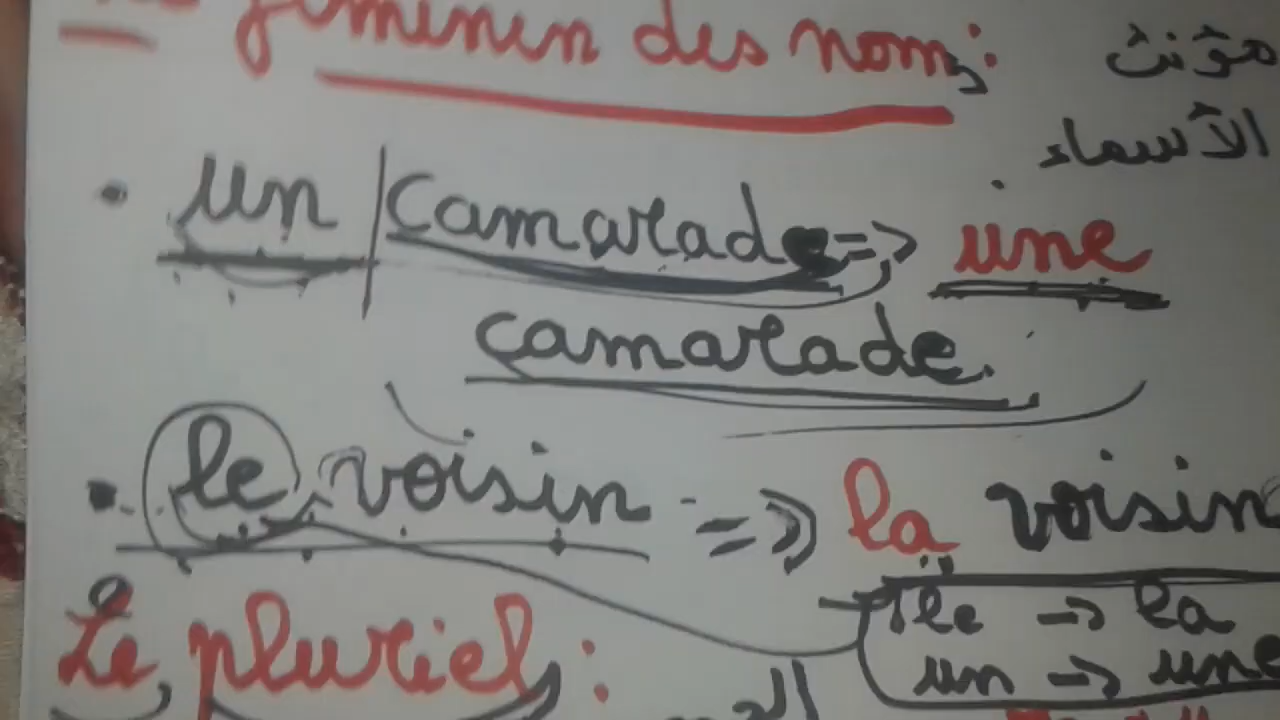 féminin des noms:
مؤنث
الأسماء
• un camarade => une
camarade.
• le voisin => la voisin
le => la
un => une
Le pluriel: